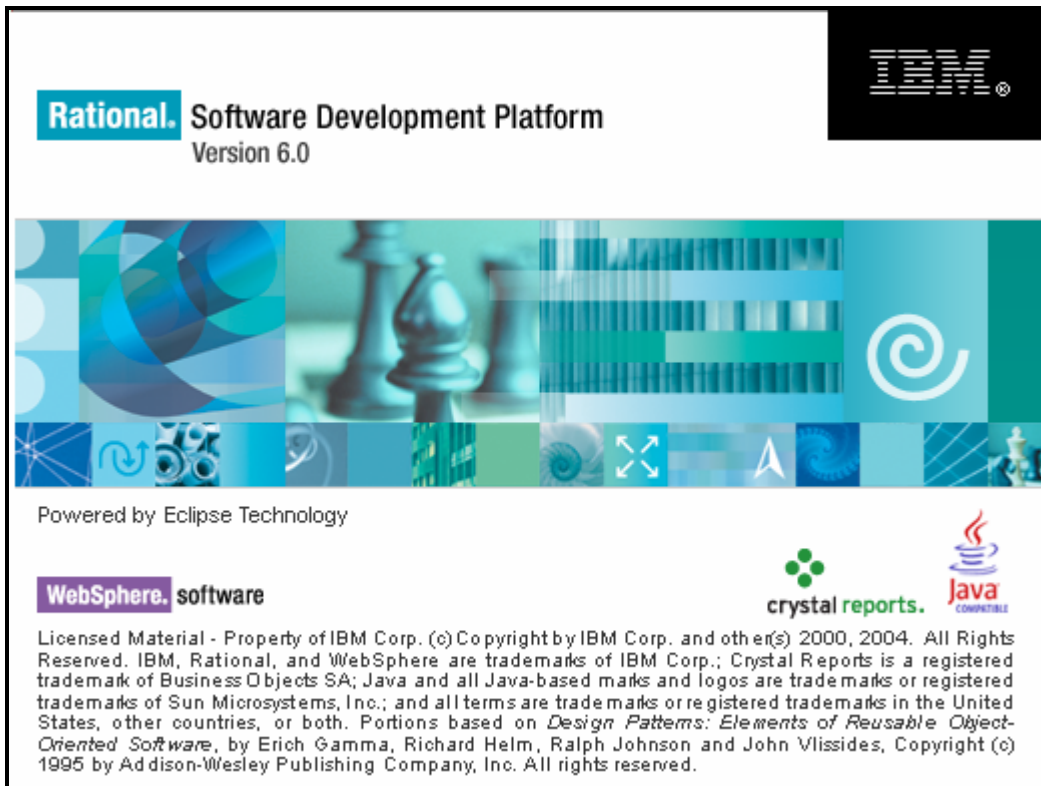 IBM®
Rational. Software Development Platform
Version 6.0
Powered by Eclipse Technology
WebSphere. software
crystal reports.
Java
COMPATIBLE
Licensed Material - Property of IBM Corp. (c) Copyright by IBM Corp. and other(s) 2000, 2004. All Rights
Reserved. IBM, Rational, and WebSphere are trademarks of IBM Corp.; Crystal Reports is a registered
trademark of Business Objects SA; Java and all Java-based marks and logos are trademarks or registered
trademarks of Sun Microsystems, Inc.; and all terms are trademarks or registered trademarks in the United
States, other countries, or both. Portions based on Design Patterns: Elements of Reusable Object-
Oriented Software, by Erich Gamma, Richard Helm, Ralph Johnson and John Vlissides, Copyright (c)
1995 by Addison-Wesley Publishing Company, Inc. All rights reserved.